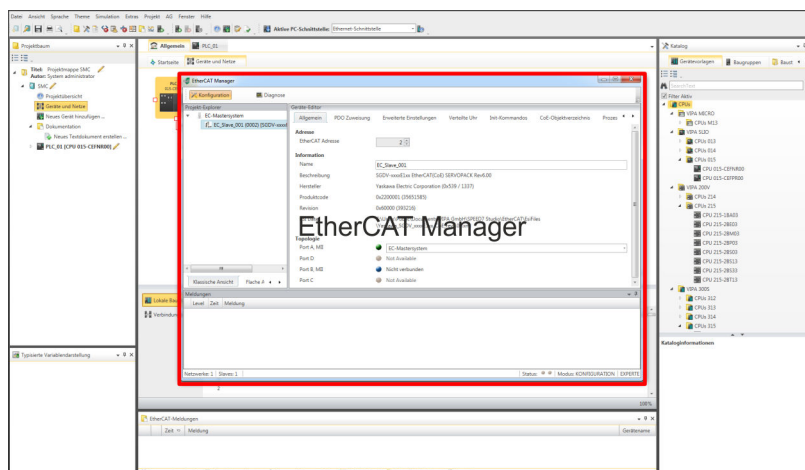 Datei Ansicht Sprache Theme Simulation Extras Projekt AG Fenster Hilfe
Aktive PC-Schnittstelle: Ethernet-Schnittstelle
Projektbaum
Titel: Projektmappe SMC
Autor: System administrator
SMC
Projektübersicht
Geräte und Netze
Neues Gerät hinzufügen ...
Dokumentation
Neues Textdokument erstellen ...
PLC_01 (CPU 015-CEFNR00)
Typisierte Variablendarstellung
Allgemein PLC_01
Startseite Geräte und Netze
EtherCAT Manager
Konfiguration Diagnose
Projekt-Explorer
EC-Mastersystem
EC_Slave_001 (0002) (SGDV-xxxx
Klassische Ansicht Flache A
Geräte-Editor
Allgemein PDO Zuweisung Erweiterte Einstellungen Verteilte Uhr Init-Kommandos CoE-Objektverzeichnis Prozes
Adresse
EtherCAT Adresse 2
Information
Name EC_Slave_001
Beschreibung SGDV-xxxxE1xx EtherCAT(CoE) SERVOPACK Rev6.00
Hersteller Yaskawa Electric Corporation (0x539 / 1337)
Produktcode 0x2200001 (35651585)
Revision 0x60000 (393216)
EtherCAT Manager
Topologie
Port A, MII EC-Mastersystem
Port D Not Available
Port B, MII Nicht verbunden
Port C Not Available
Meldungen
Level Zeit Meldung
Netzwerke: 1 Slaves: 1 Status: Modus: KONFIGURATION EXPERTE
Lokale Bau
Verbindun
2
100%
EtherCAT-Meldungen
Zeit Meldung Gerätename
Katalog
Gerätevorlagen Baugruppen Baust
Filter Aktiv
CPUs
VIPA MICRO
CPUs M13
VIPA SLIO
CPUs 013
CPUs 014
CPUs 015
CPU 015-CEFNR00
CPU 015-CEFPR00
VIPA 200V
CPUs 214
CPUs 215
CPU 215-1BA03
CPU 215-2BE03
CPU 215-2BM03
CPU 215-2BP03
CPU 215-2BS03
CPU 215-2BS13
CPU 215-2BS33
CPU 215-2BT13
VIPA 300S
CPUs 312
CPUs 313
CPUs 314
CPUs 315
Kataloginformationen